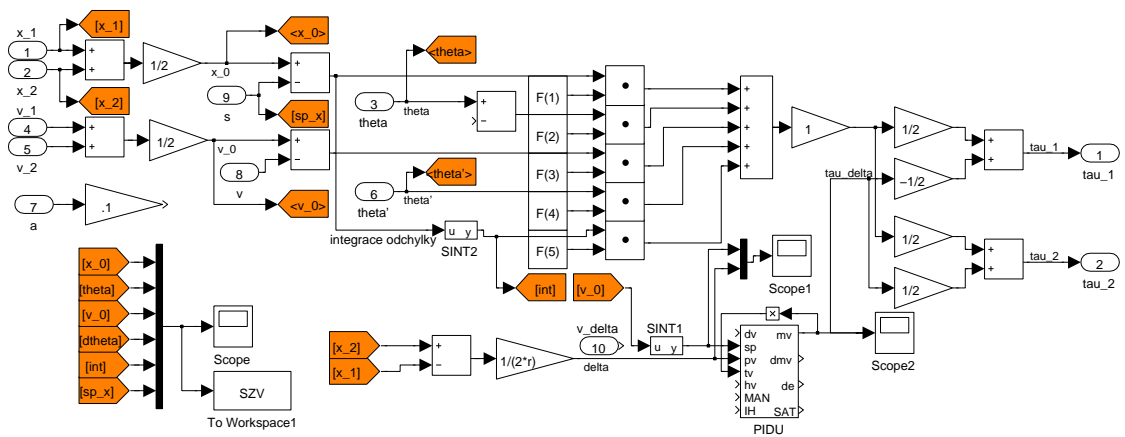 x_1
1
2
x_2
[x_1]
+
+
[x_2]
1/2
x_0
<x_0>
9
s
+
−
[sp_x]
v_1
4
5
v_2
+
+
1/2
v_0
8
v
+
−
<v_0>
7
a
.1
<theta>
3
theta
theta
+
−
<theta'>
6
theta'
theta'
integrace odchylky
u y
SINT2
F(1)
F(2)
F(3)
F(4)
F(5)
+
+
+
+
+
1
1/2
−1/2
1/2
1/2
tau_delta
+
+
tau_1
1
tau_1
+
+
tau_2
2
tau_2
[x_0]
[theta]
[v_0]
[dtheta]
[int]
[sp_x]
Scope
SZV
To Workspace1
[int]
[v_0]
[x_2]
[x_1]
+
−
1/(2*r)
delta
v_delta
10
SINT1
u y
Scope1
×
dv
sp
pv
tv
hv
MAN
IH
mv
dmv
de
SAT
PIDU
Scope2